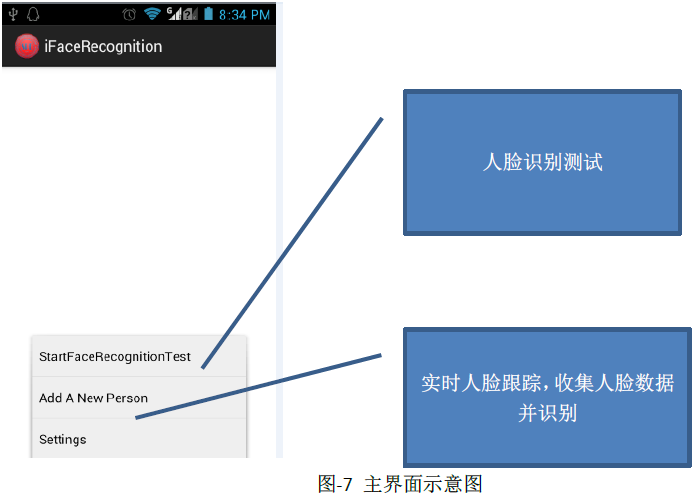 8:34 PM
iFaceRecognition
人脸识别测试
StartFaceRecognitionTest
Add A New Person
Settings
实时人脸跟踪，收集人脸数据
并识别
图-7 主界面示意图